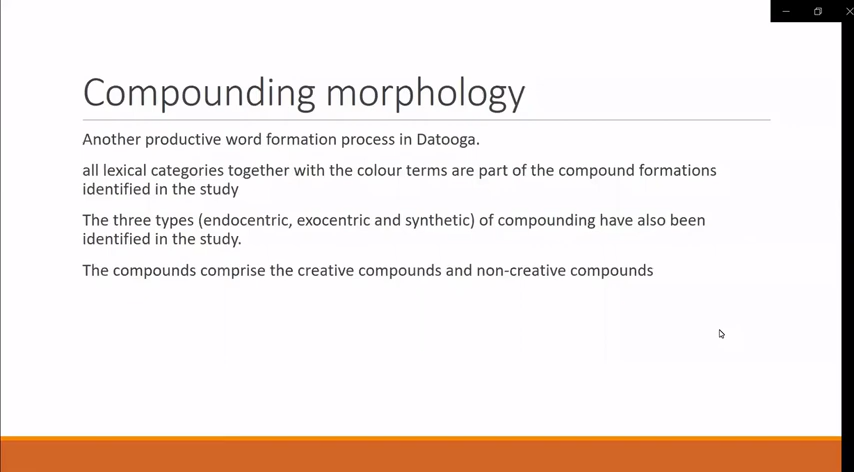 Compounding morphology
Another productive word formation process in Datooga.
all lexical categories together with the colour terms are part of the compound formations
identified in the study
The three types (endocentric, exocentric and synthetic) of compounding have also been
identified in the study.
The compounds comprise the creative compounds and non-creative compounds